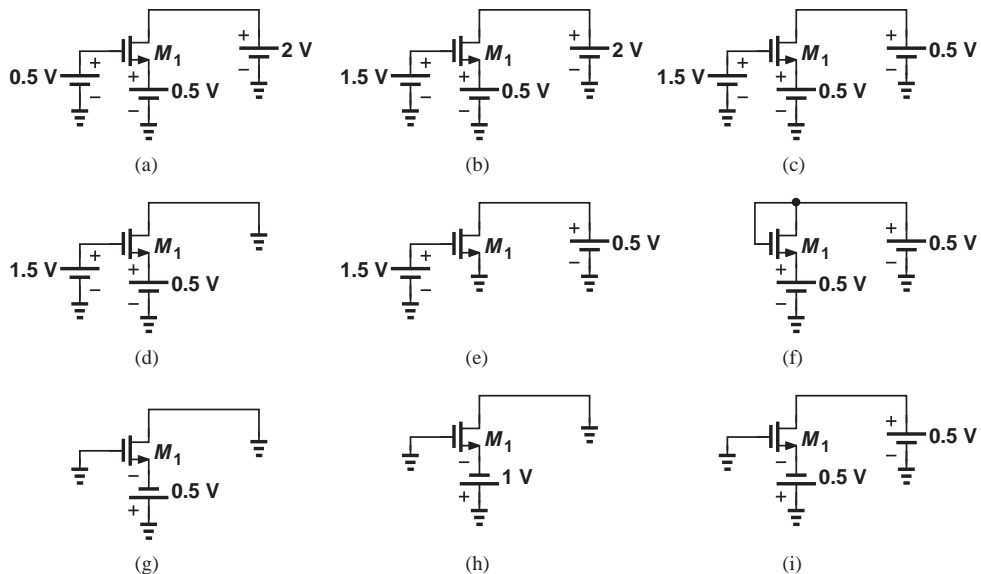 + M1 + 2 V
0.5 V + − + 0.5 V − −
(a)
+ M1 + 2 V
1.5 V + − + 0.5 V − −
(b)
+ M1 + 0.5 V
1.5 V + − + 0.5 V − −
(c)
M1
1.5 V + − + 0.5 V −
(d)
M1 + 0.5 V −
1.5 V + −
(e)
M1 + 0.5 V −
+ 0.5 V −
(f)
M1
− 0.5 V +
(g)
M1
− 1 V +
(h)
M1 + 0.5 V −
− 0.5 V +
(i)